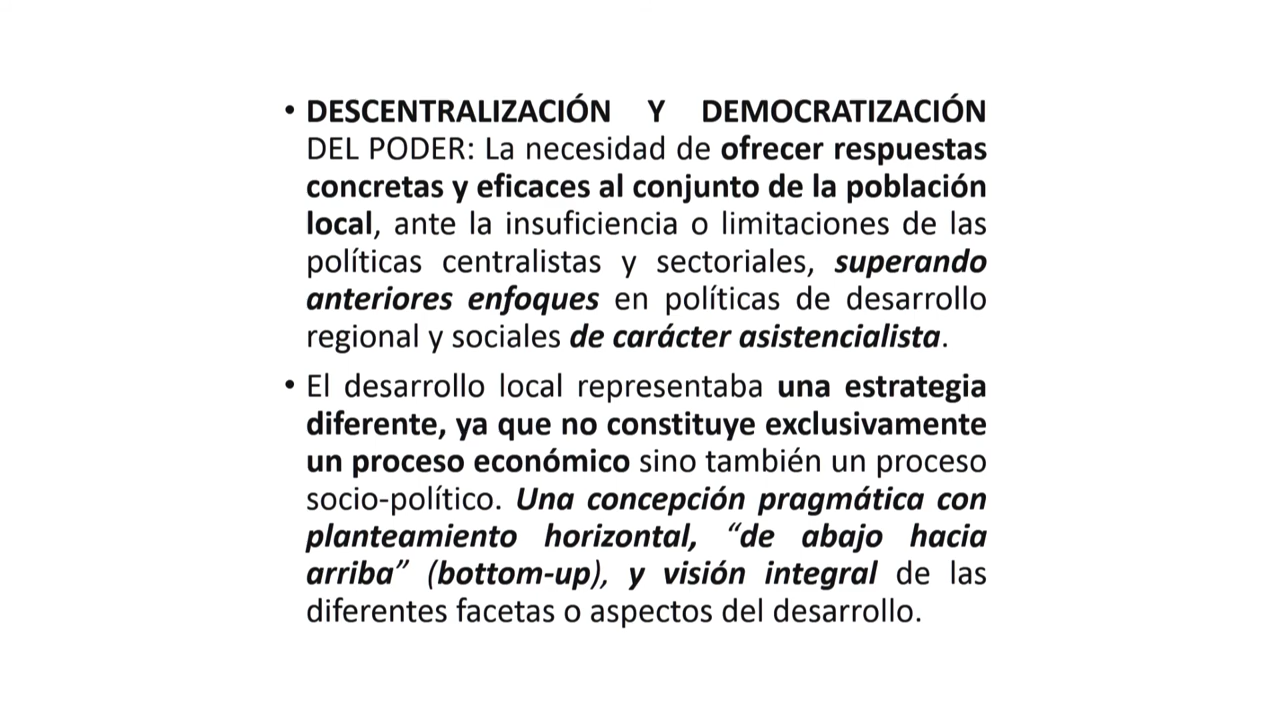 • DESCENTRALIZACIÓN Y DEMOCRATIZACIÓN
DEL PODER: La necesidad de ofrecer respuestas
concretas y eficaces al conjunto de la población
local, ante la insuficiencia o limitaciones de las
políticas centralistas y sectoriales, superando
anteriores enfoques en políticas de desarrollo
regional y sociales de carácter asistencialista.
• El desarrollo local representaba una estrategia
diferente, ya que no constituye exclusivamente
un proceso económico sino también un proceso
socio-político. Una concepción pragmática con
planteamiento horizontal, “de abajo hacia
arriba” (bottom-up), y visión integral de las
diferentes facetas o aspectos del desarrollo.